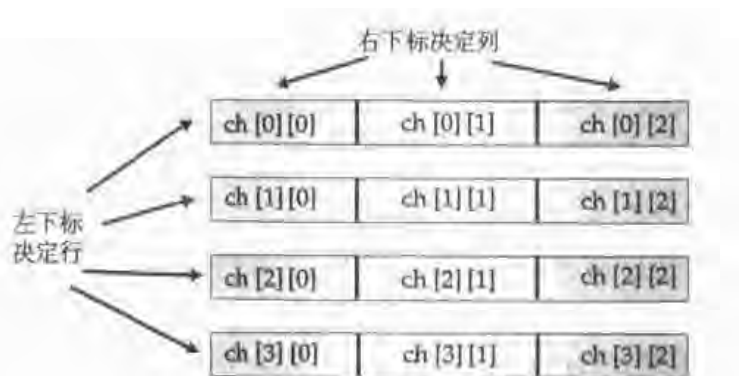 右下标决定列
ch [0] [0] ch [0] [1] ch [0] [2]
ch [1] [0] ch [1] [1] ch [1] [2]
左下标
决定行
ch [2] [0] ch [2] [1] ch [2] [2]
ch [3] [0] ch [3] [1] ch [3] [2]